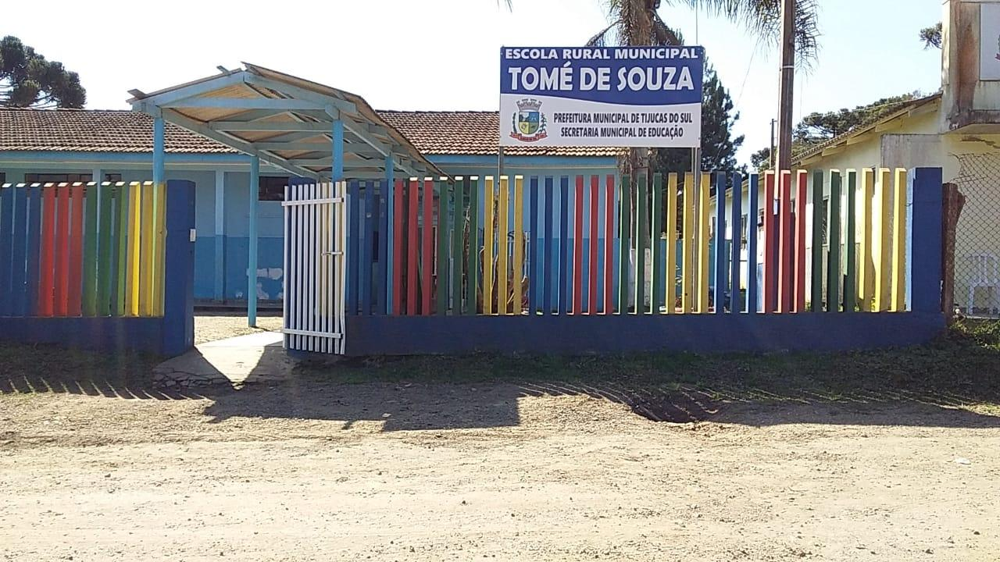 ESCOLA RURAL MUNICIPAL
TOMÉ DE SOUZA
PREFEITURA MUNICIPAL DE TIJUCAS DO SUL
SECRETARIA MUNICIPAL DE EDUCAÇÃO